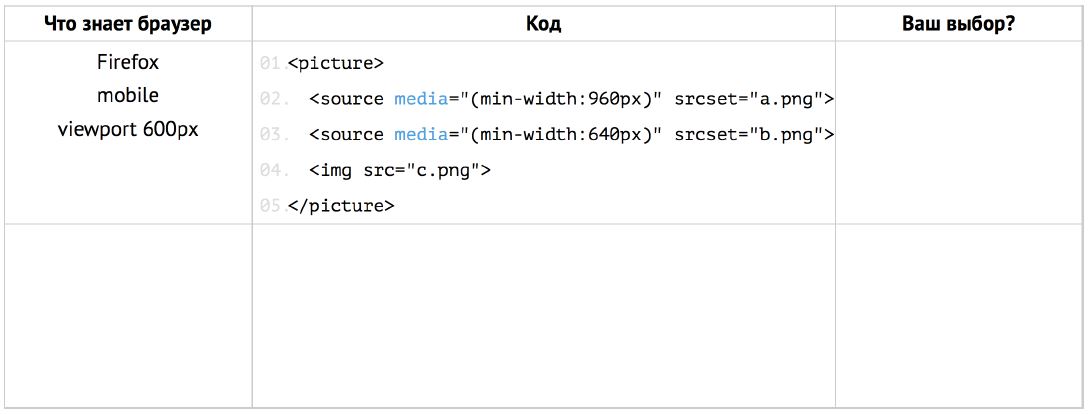 Что знает браузер Код Ваш выбор?
Firefox
mobile
viewport 600px
01. <picture>
02. <source media="(min-width:960px)" srcset="a.png">
03. <source media="(min-width:640px)" srcset="b.png">
04. <img src="c.png">
05. </picture>